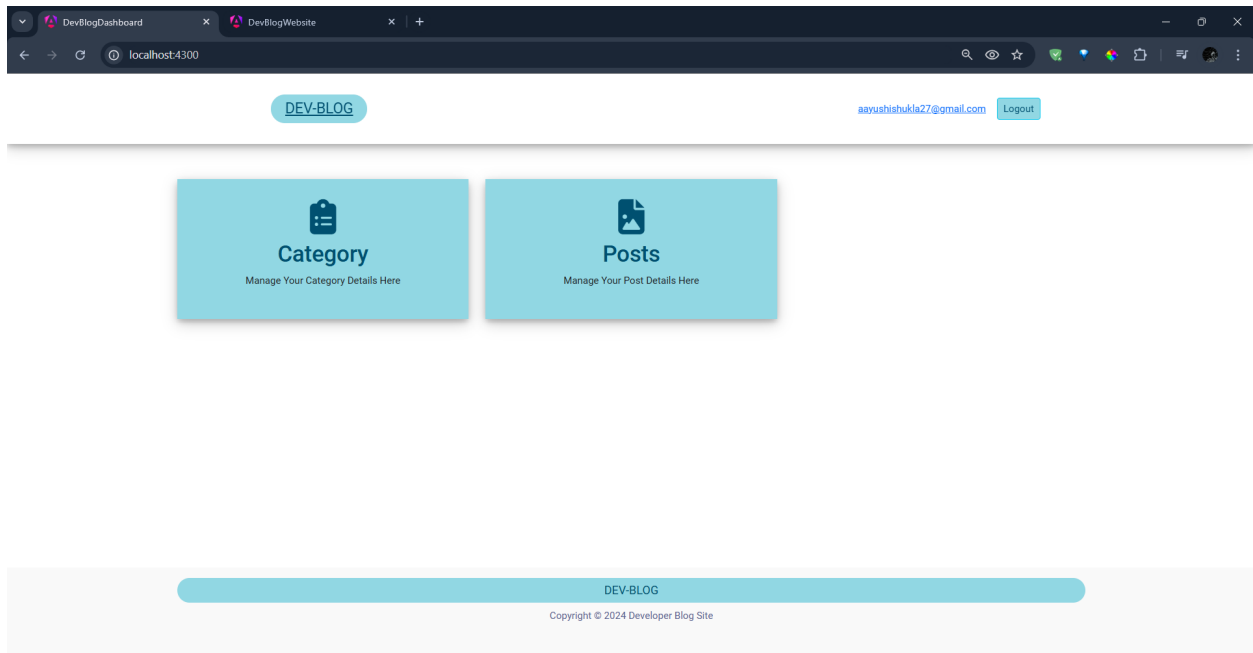 DevBlogDashboard
DevBlogWebsite
localhost:4300
DEV-BLOG
aayushishukla27@gmail.com
Logout
Category
Manage Your Category Details Here
Posts
Manage Your Post Details Here
DEV-BLOG
Copyright © 2024 Developer Blog Site